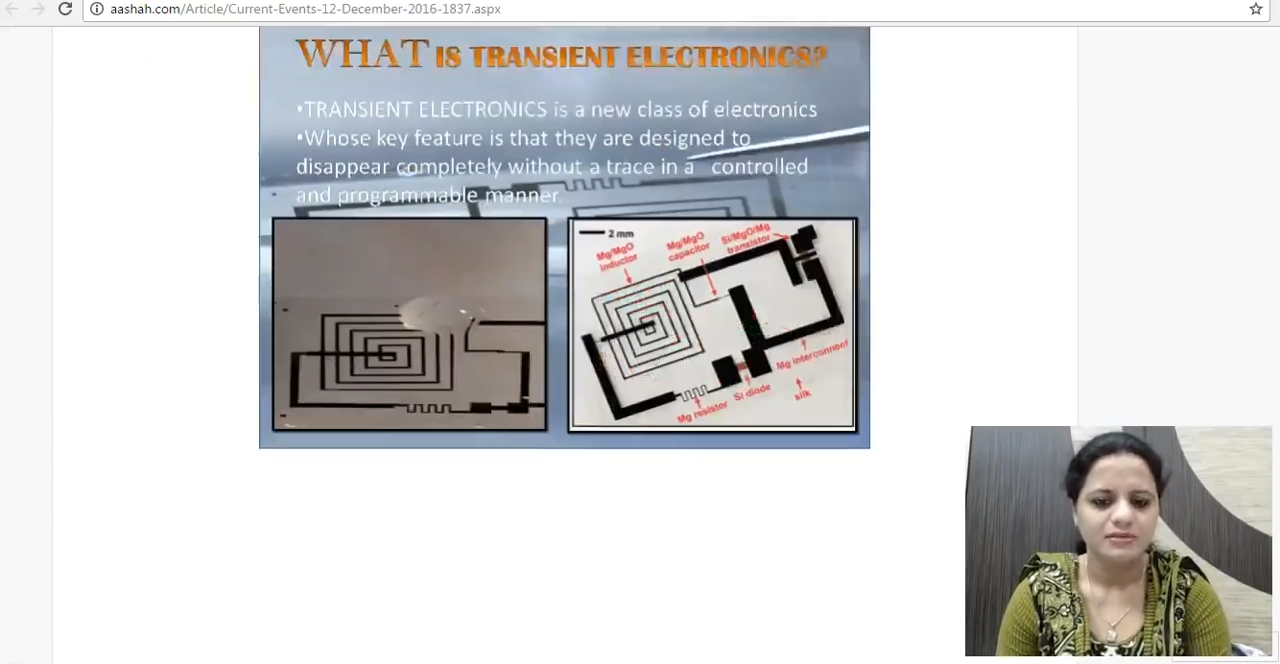 aashah.com/Article/Current-Events-12-December-2016-1837.aspx
WHAT IS TRANSIENT ELECTRONICS?
•TRANSIENT ELECTRONICS is a new class of electronics
•Whose key feature is that they are designed to
disappear completely without a trace in a controlled
and programmable manner.
2 mm
Mg/MgO
inductor
Mg/MgO
capacitor
Si/MgO/Mg
transistor
Mg interconnect
Si diode
silk
Mg resistor